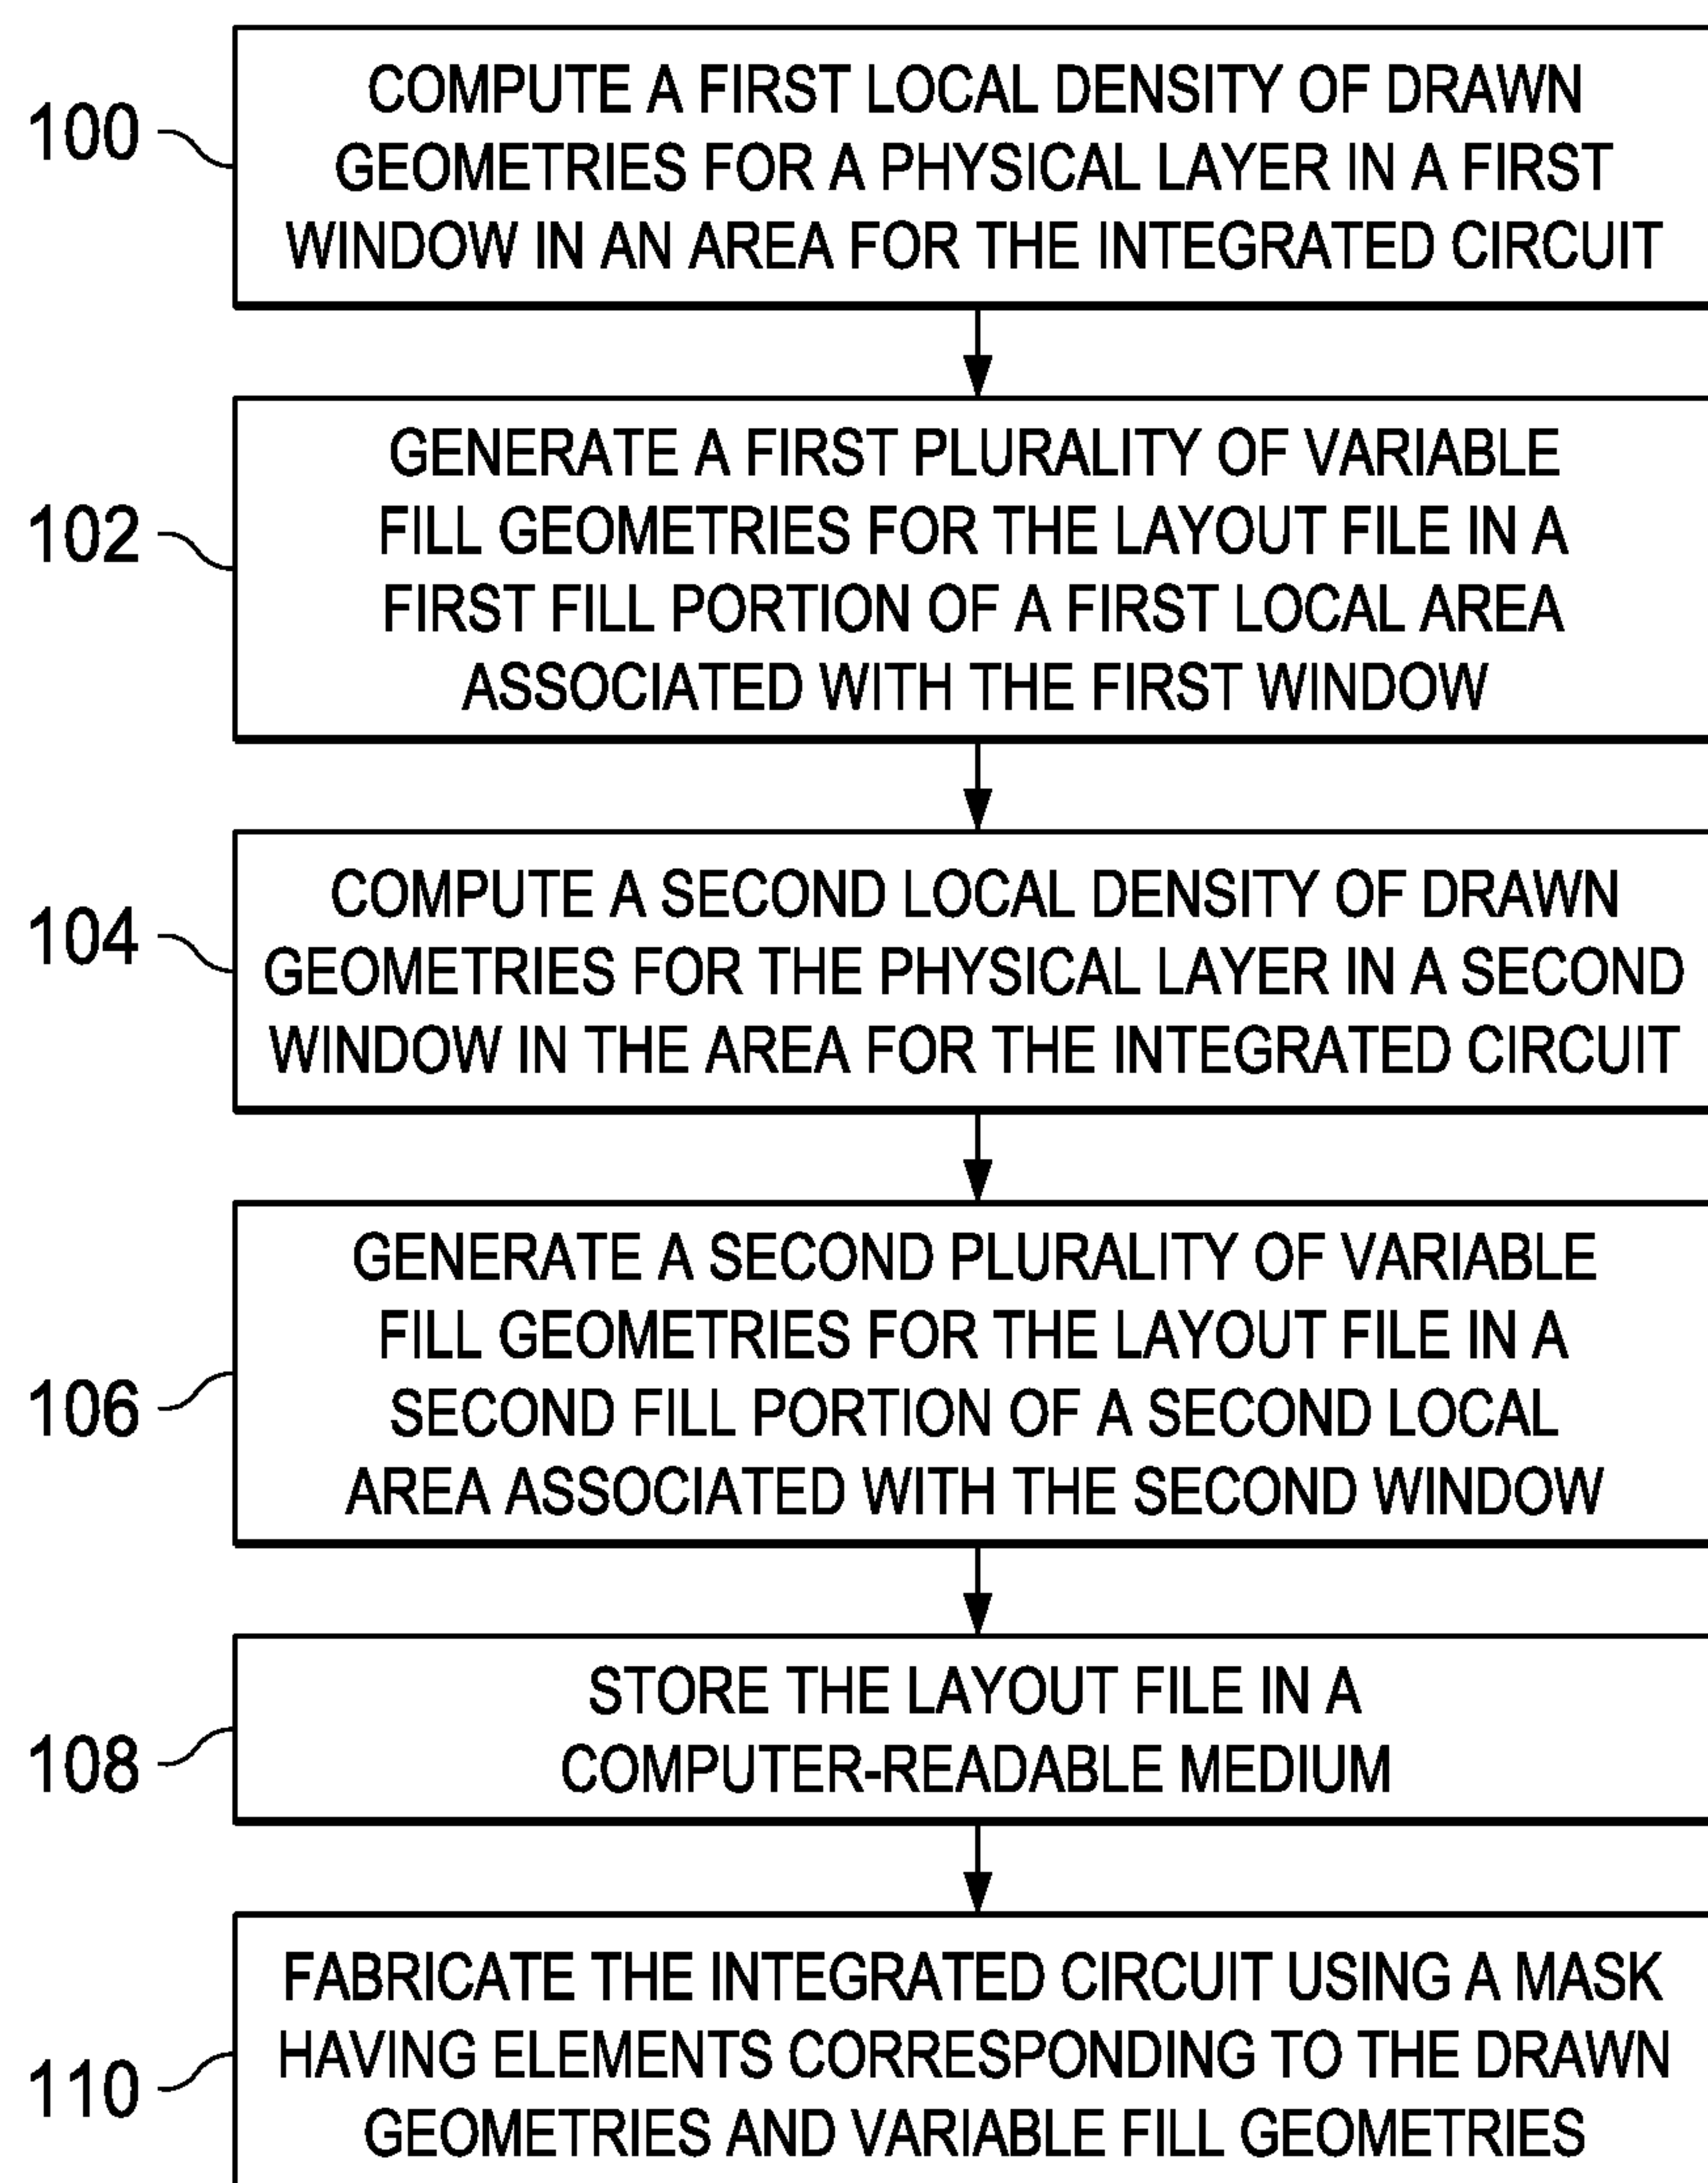 100
COMPUTE A FIRST LOCAL DENSITY OF DRAWN
GEOMETRIES FOR A PHYSICAL LAYER IN A FIRST
WINDOW IN AN AREA FOR THE INTEGRATED CIRCUIT
102
GENERATE A FIRST PLURALITY OF VARIABLE
FILL GEOMETRIES FOR THE LAYOUT FILE IN A
FIRST FILL PORTION OF A FIRST LOCAL AREA
ASSOCIATED WITH THE FIRST WINDOW
104
COMPUTE A SECOND LOCAL DENSITY OF DRAWN
GEOMETRIES FOR THE PHYSICAL LAYER IN A SECOND
WINDOW IN THE AREA FOR THE INTEGRATED CIRCUIT
106
GENERATE A SECOND PLURALITY OF VARIABLE
FILL GEOMETRIES FOR THE LAYOUT FILE IN A
SECOND FILL PORTION OF A SECOND LOCAL
AREA ASSOCIATED WITH THE SECOND WINDOW
108
STORE THE LAYOUT FILE IN A
COMPUTER-READABLE MEDIUM
110
FABRICATE THE INTEGRATED CIRCUIT USING A MASK
HAVING ELEMENTS CORRESPONDING TO THE DRAWN
GEOMETRIES AND VARIABLE FILL GEOMETRIES